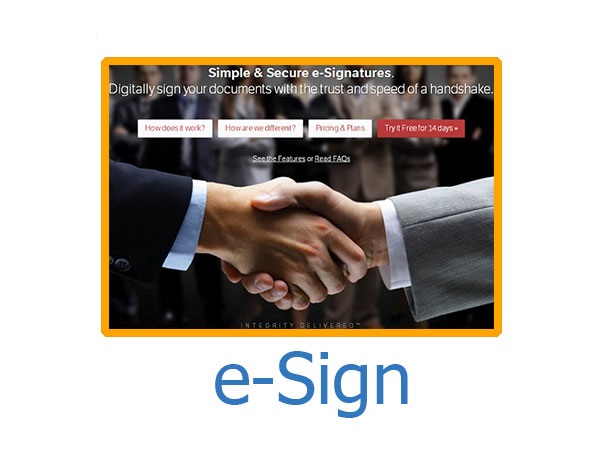 Simple & Secure e-Signatures.
Digitally sign your documents with the trust and speed of a handshake.
How does it work? How are we different? Pricing & Plans Try It Free for 14 days »
See the Features or Read FAQs
INTEGRITY DELIVERED™
e-Sign